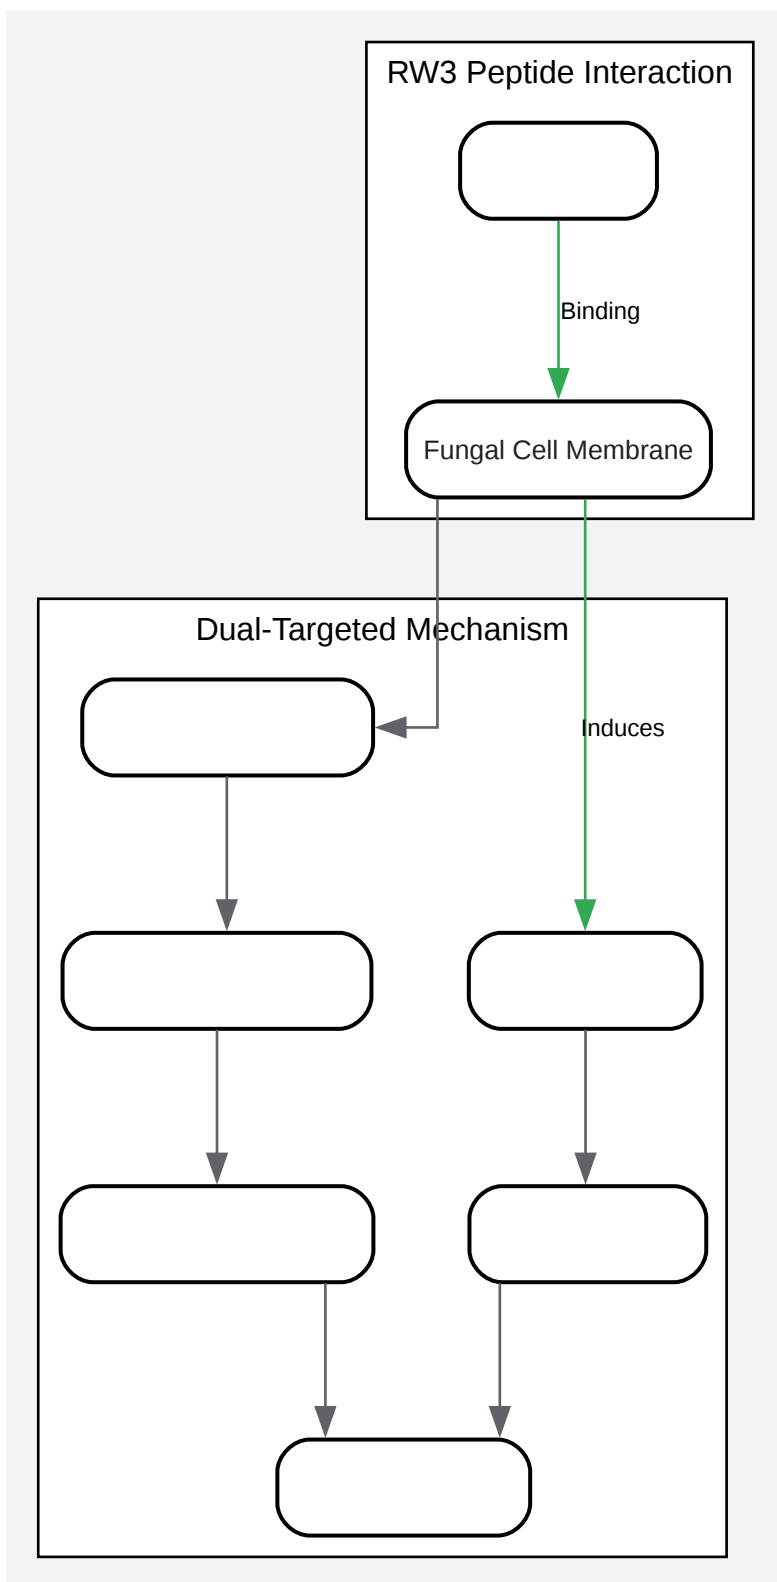 RW3 Peptide Interaction
Binding
Fungal Cell Membrane
Dual-Targeted Mechanism
Induces